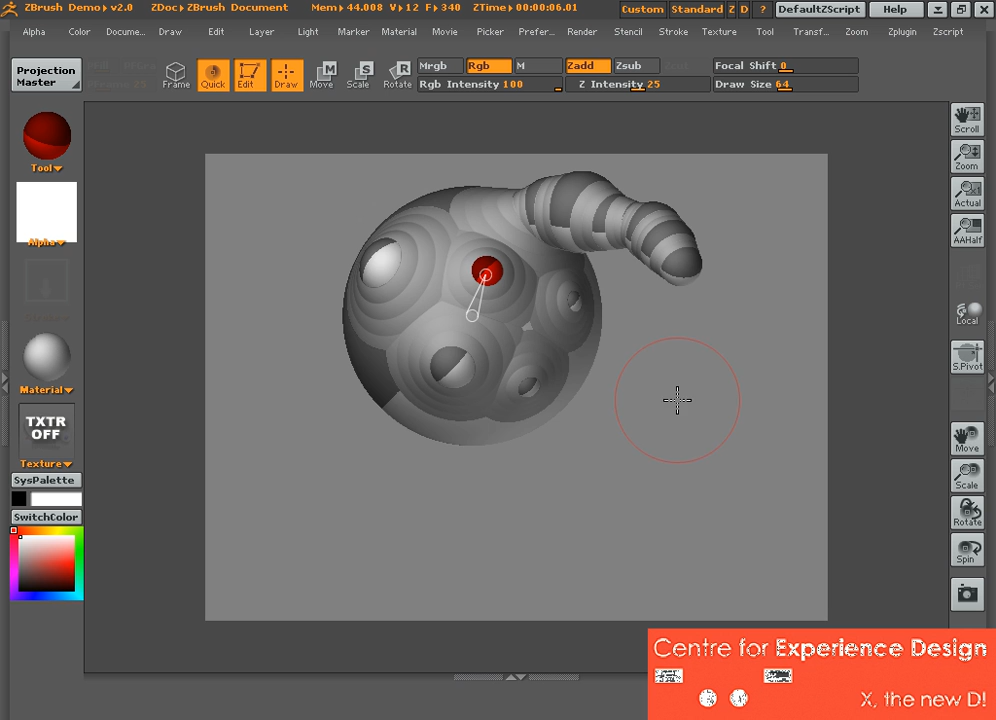 ZBrush Demo v2.0 ZDoc ZBrush Document Mem 44.008 V 12 F 340 ZTime 00:00:06.01 Custom Standard Z D ? DefaultZScript Help
Alpha Color Docume... Draw Edit Layer Light Marker Material Movie Picker Prefer... Render Stencil Stroke Texture Tool Transf... Zoom Zplugin Zscript
Projection
Master
Frame
Quick
Edit
Draw
M
Move
S
Scale
R
Rotate
Mrgb Rgb M Zadd Zsub Focal Shift 0
Rgb Intensity 100 Z Intensity 25 Draw Size 64
Tool
Alpha
Material
TXTR
OFF
Texture
SysPalette
SwitchColor
Scroll
Zoom
Actual
AAHalf
Local
S.Pivot
Move
Scale
Rotate
Spin
Centre for Experience Design
X, the new D!